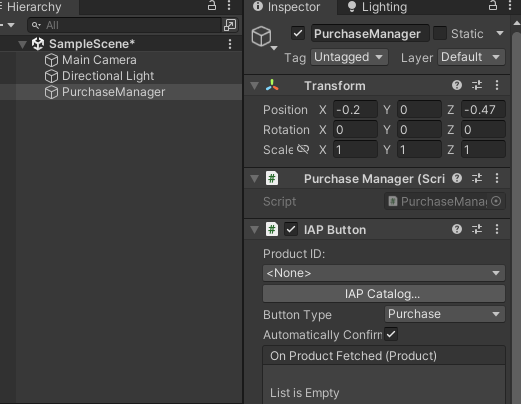 Hierarchy
All
SampleScene*
Main Camera
Directional Light
PurchaseManager
Inspector
Lighting
PurchaseManager
Static
Tag Untagged Layer Default
Transform
Position X -0.2 Y 0 Z -0.47
Rotation X 0 Y 0 Z 0
Scale X 1 Y 1 Z 1
# Purchase Manager (Scri
Script # PurchaseManag
# IAP Button
Product ID:
<None>
IAP Catalog...
Button Type Purchase
Automatically Confirm
On Product Fetched (Product)
List is Empty